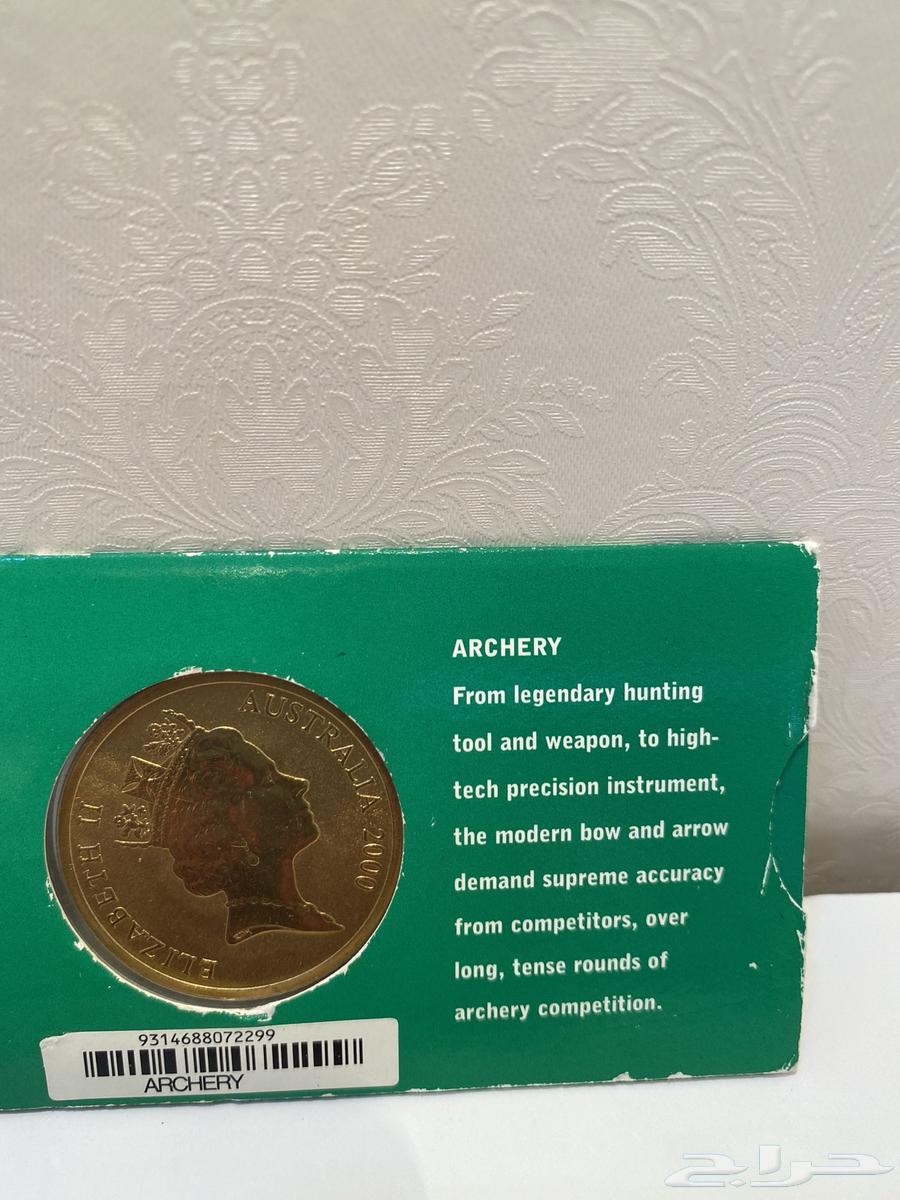 ELIZABETH II AUSTRALIA 2000
9314688072299
ARCHERY
ARCHERY
From legendary hunting
tool and weapon, to high-
tech precision instrument,
the modern bow and arrow
demand supreme accuracy
from competitors, over
long, tense rounds of
archery competition.
حراج